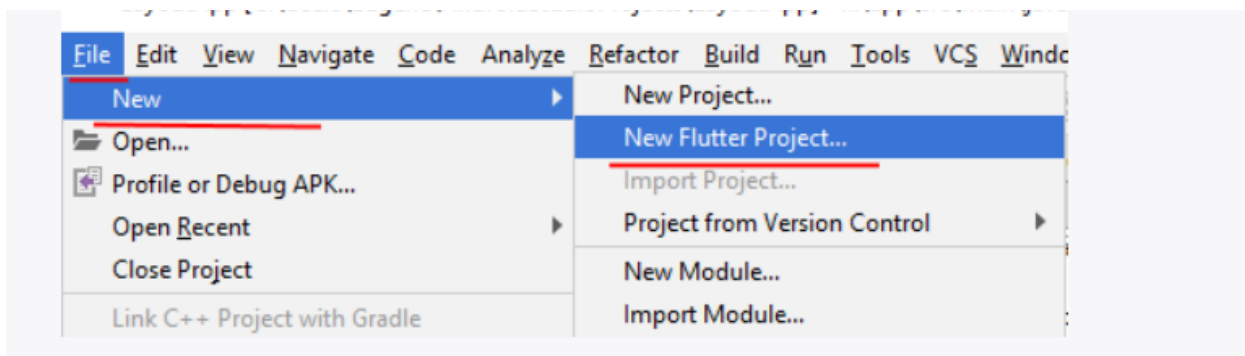 File Edit View Navigate Code Analyze Refactor Build Run Tools VCS
New
Open...
Profile or Debug APK...
Open Recent
Close Project
Link C++ Project with Gradle
New Project...
New Flutter Project...
Import Project...
Project from Version Control
New Module...
Import Module...